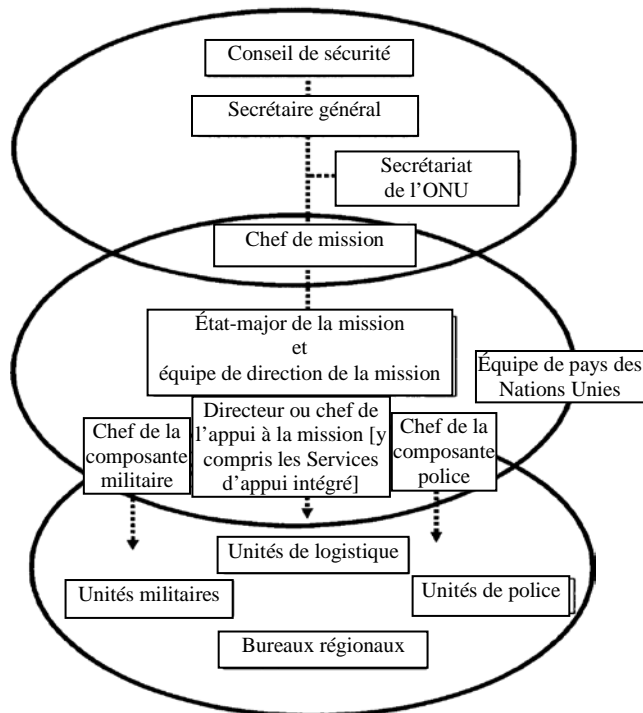 Conseil de sécurité
Secrétaire général
Secrétariat
de l'ONU
Chef de mission
État-major de la mission
et
équipe de direction de la mission
Équipe de pays des
Nations Unies
Chef de la
composante
militaire
Directeur ou chef de
l'appui à la mission [y
compris les Services
d'appui intégré]
Chef de la
composante
police
Unités de logistique
Unités militaires
Unités de police
Bureaux régionaux